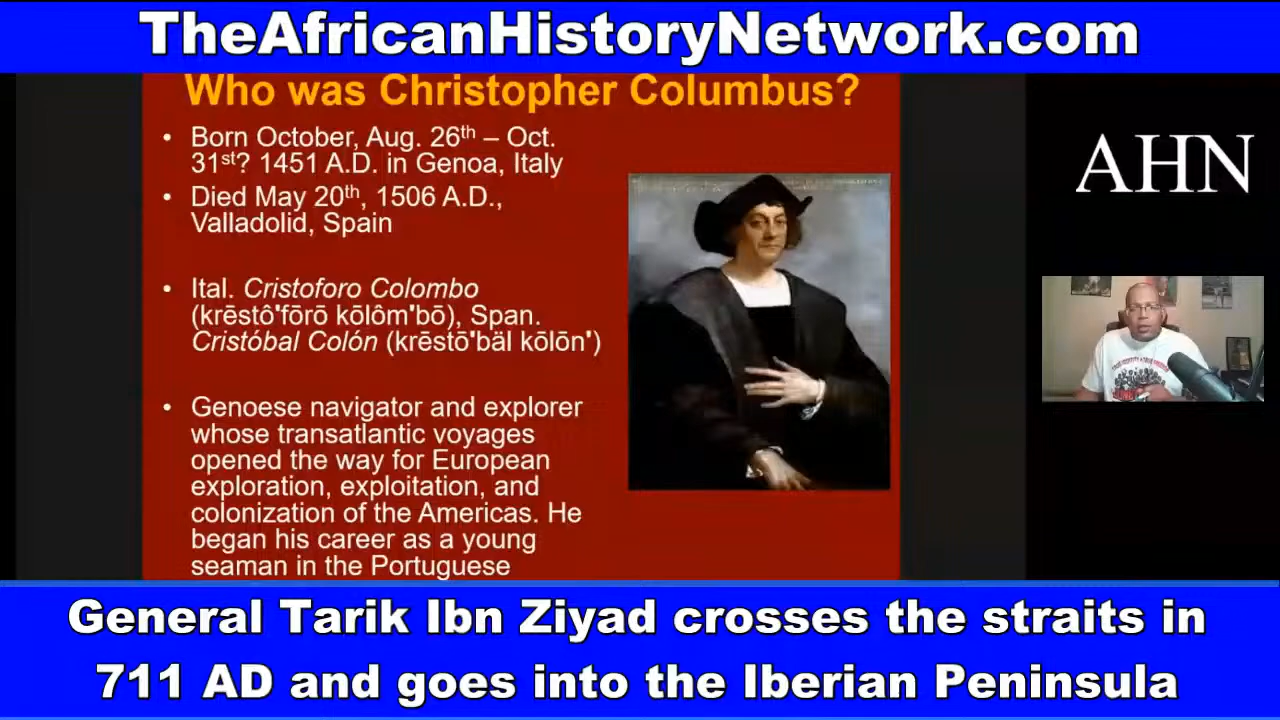 TheAfricanHistoryNetwork.com
Who was Christopher Columbus?
• Born October, Aug. 26th – Oct.
31st? 1451 A.D. in Genoa, Italy
• Died May 20th, 1506 A.D.,
Valladolid, Spain
• Ital. Cristoforo Colombo
(krēstô'fōrō kōlôm'bō), Span.
Cristóbal Colón (krēstō'bäl kōlōn')
• Genoese navigator and explorer
whose transatlantic voyages
opened the way for European
exploration, exploitation, and
colonization of the Americas. He
began his career as a young
seaman in the Portuguese
AHN
General Tarik Ibn Ziyad crosses the straits in
711 AD and goes into the Iberian Peninsula